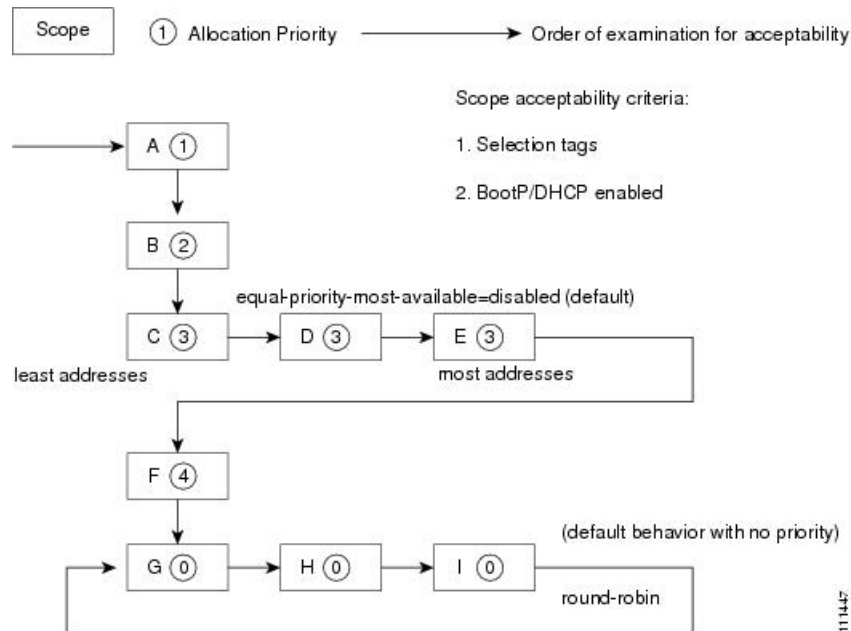 Scope
1 Allocation Priority
Order of examination for acceptability
Scope acceptability criteria:
1. Selection tags
2. BootP/DHCP enabled
A 1
B 2
equal-priority-most-available=disabled (default)
C 3
D 3
E 3
least addresses
most addresses
F 4
(default behavior with no priority)
G 0
H 0
I 0
round-robin
111447